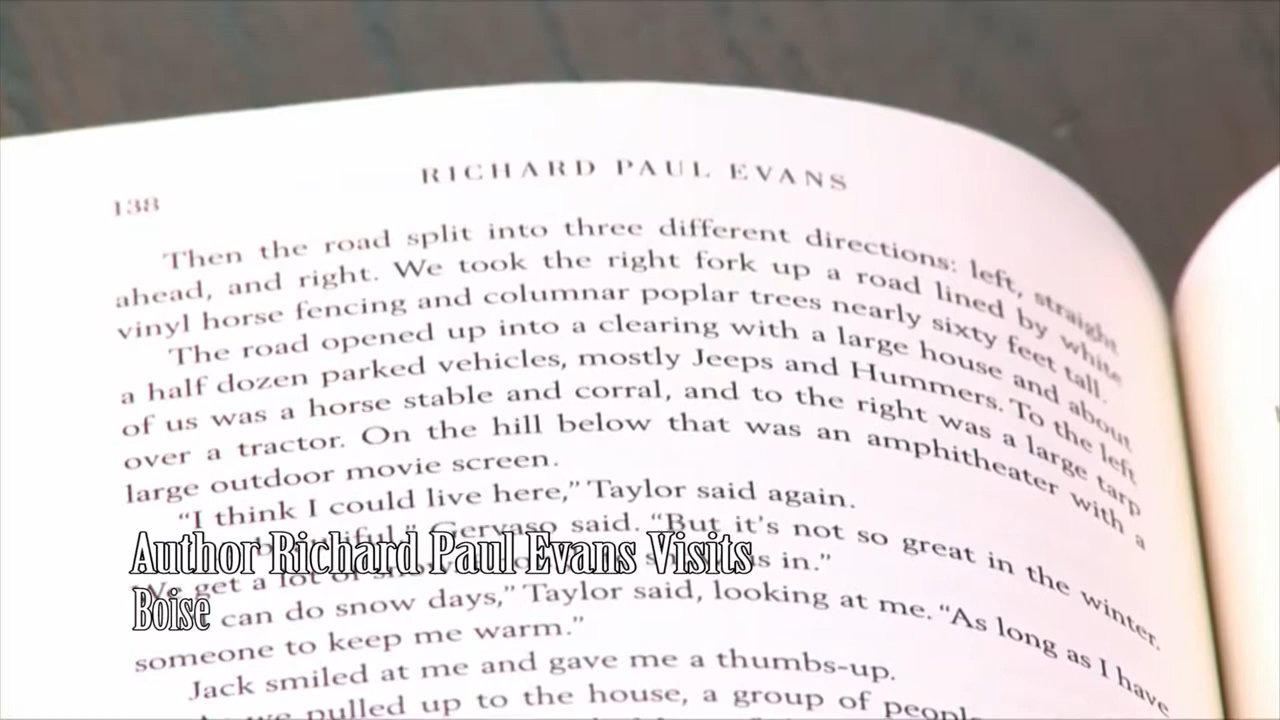 RICHARD PAUL EVANS
138
Then the road split into three different directions: left, straight
ahead, and right. We took the right fork up a road lined by white
vinyl horse fencing and columnar poplar trees nearly sixty feet tall.
The road opened up into a clearing with a large house and about
a half dozen parked vehicles, mostly Jeeps and Hummers. To the left
of us was a horse stable and corral, and to the right was a large tarp
over a tractor. On the hill below that was an amphitheater with a
large outdoor movie screen.
“I think I could live here,” Taylor said again.
Gervaso said. “But it’s not so great in the winter.
We get a lot of snow in.”
can do snow days,” Taylor said, looking at me. “As long as I have
someone to keep me warm.”
Jack smiled at me and gave me a thumbs-up.
we pulled up to the house, a group of people
Author Richard Paul Evans Visits
Boise